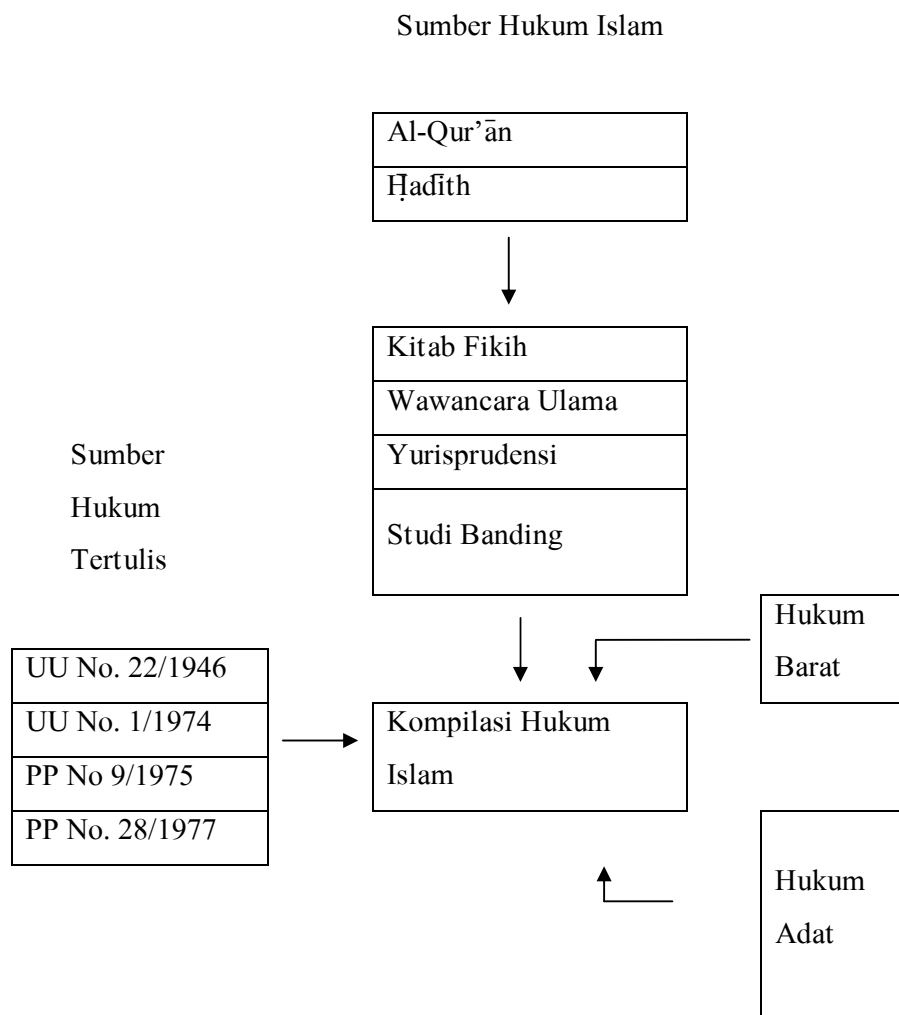 Sumber Hukum Islam
Al-Qur’ān
Ḥadīth
Kitab Fikih
Wawancara Ulama
Yurisprudensi
Studi Banding
Sumber
Hukum
Tertulis
UU No. 22/1946
UU No. 1/1974
PP No 9/1975
PP No. 28/1977
Kompilasi Hukum
Islam
Hukum
Barat
Hukum
Adat